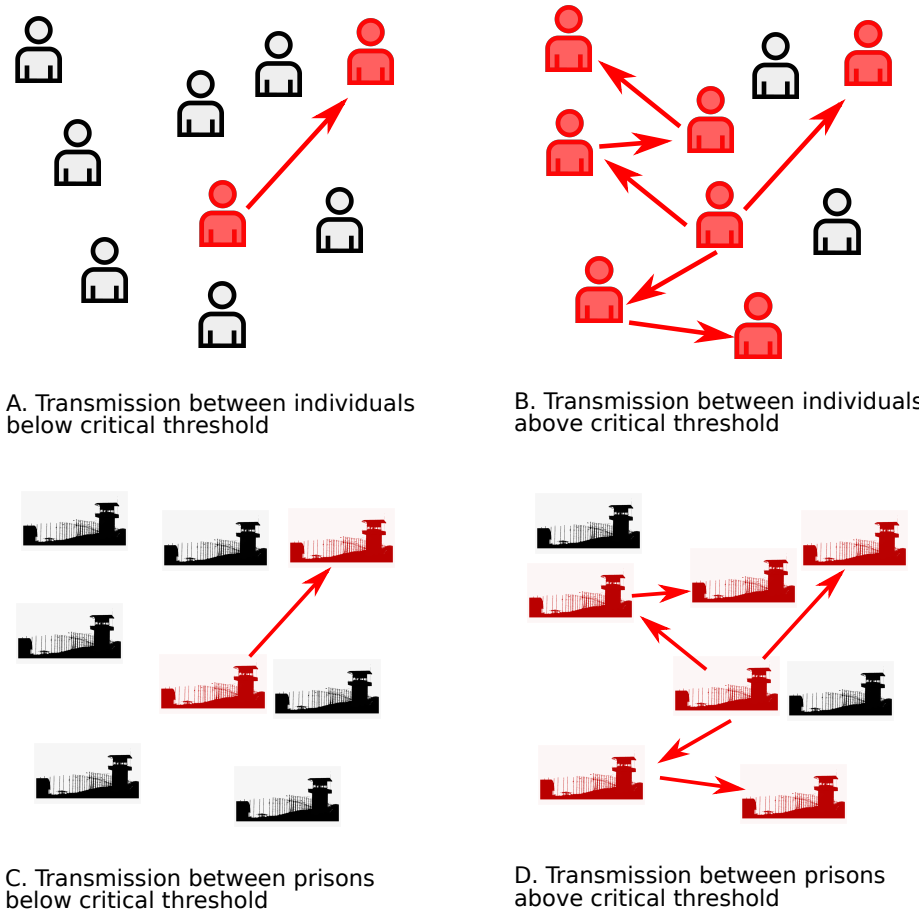 A. Transmission between individuals
below critical threshold
B. Transmission between individuals
above critical threshold
C. Transmission between prisons
below critical threshold
D. Transmission between prisons
above critical threshold